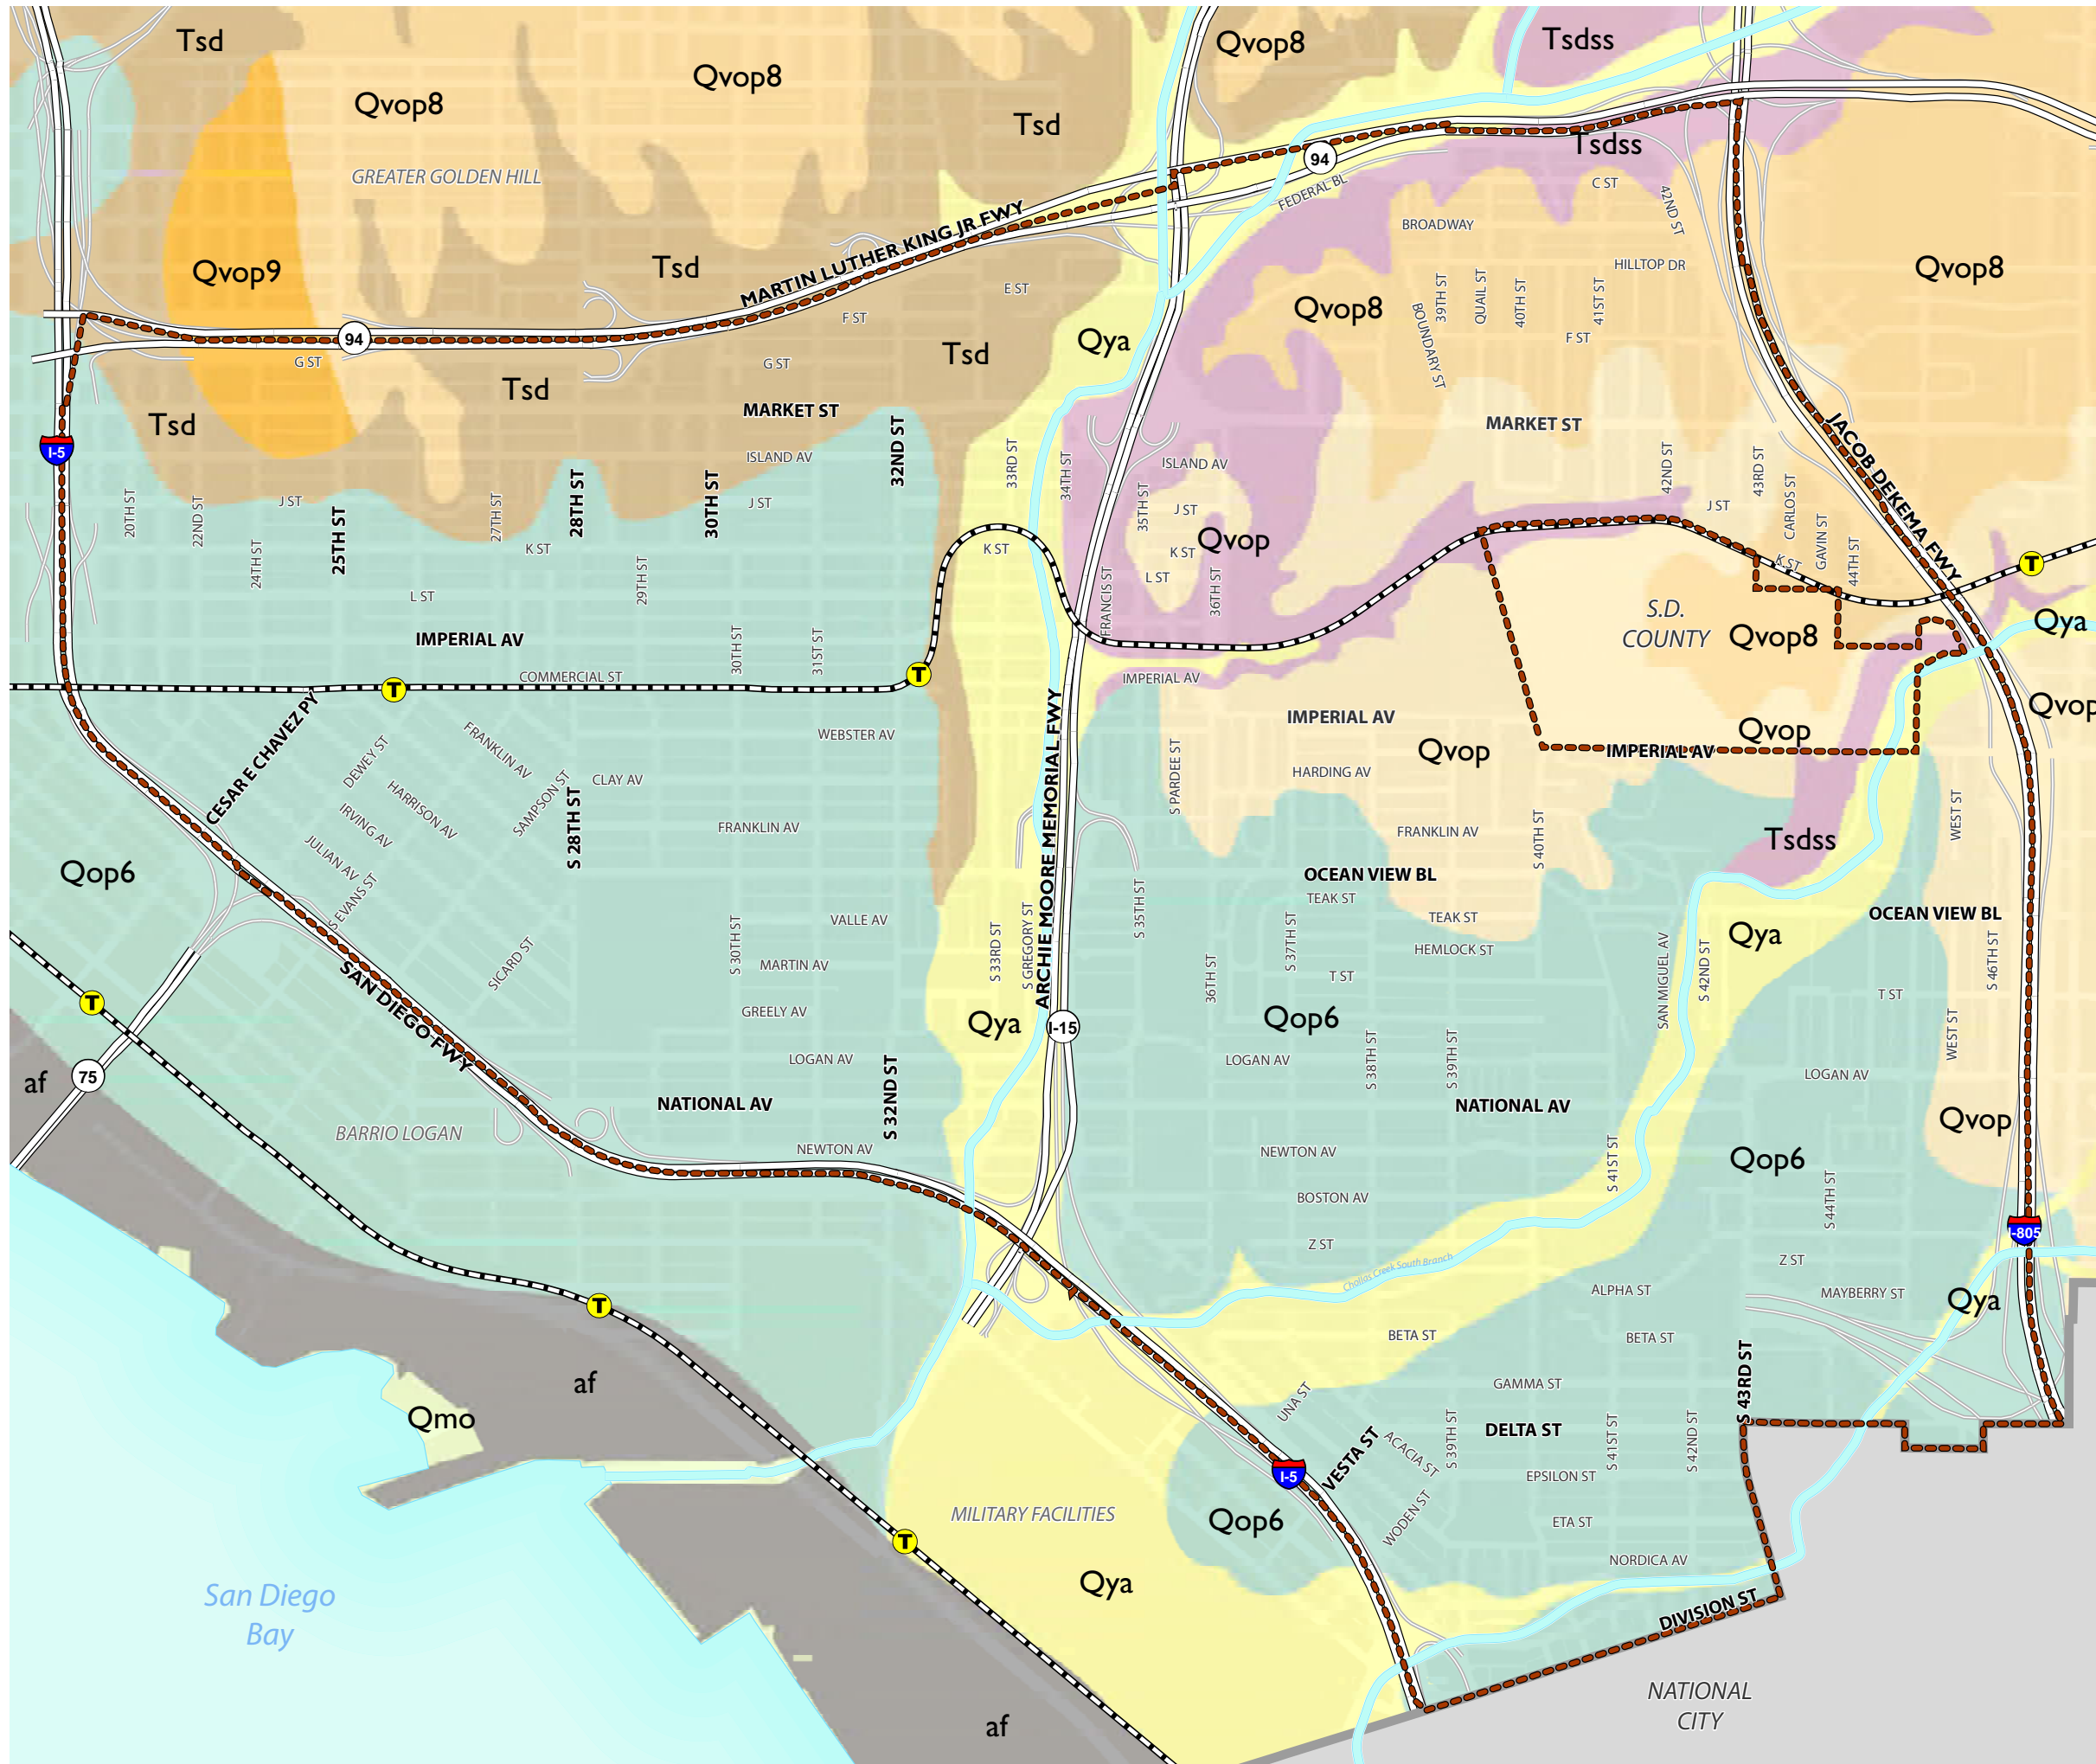 Tsd
Qvop8
Qvop8
Qvop8
Tsdss
Tsd
94
Tsdss
GREATER GOLDEN HILL
FEDERAL BL
C ST
42ND ST
MARTIN LUTHER KING JR FWY
BROADWAY
HILLTOP DR
Qvop9
Tsd
E ST
39TH ST
QUAIL ST
40TH ST
41ST ST
Qvop8
Qvop8
F ST
BOUNDARY ST
F ST
94
G ST
G ST
Tsd
Qya
Tsd
Tsd
MARKET ST
MARKET ST
JACOB DEKEMA FWY
I-5
ISLAND AV
ISLAND AV
32ND ST
33RD ST
34TH ST
42ND ST
43RD ST
20TH ST
22ND ST
J ST
25TH ST
27TH ST
28TH ST
30TH ST
J ST
35TH ST
J ST
J ST
CARLOS ST
GAVIN ST
44TH ST
24TH ST
K ST
29TH ST
K ST
K ST
Qvop
K ST
T
L ST
L ST
36TH ST
FRANCIS ST
S.D.
COUNTY
Qvop8
Qya
IMPERIAL AV
30TH ST
31ST ST
COMMERCIAL ST
T
T
IMPERIAL AV
IMPERIAL AV
Qvop
Qvop
Qvop
IMPERIAL AV
CESAR E CHAVEZ PY
DEWEY ST
FRANKLIN AV
WEBSTER AV
ARCHIE MOORE MEMORIAL FWY
S PARDEE ST
HARDING AV
HARRISON AV
SAMPSON ST
CLAY AV
S 28TH ST
IRVING AV
JULIAN AV
FRANKLIN AV
FRANKLIN AV
S 40TH ST
Tsdss
WEST ST
Qop6
S EVANS ST
OCEAN VIEW BL
TEAK ST
TEAK ST
OCEAN VIEW BL
VALLE AV
S 30TH ST
S 33RD ST
S GREGORY ST
S 35TH ST
S 37TH ST
HEMLOCK ST
Qya
SAN MIGUEL AV
S 42ND ST
S 46TH ST
SICARD ST
MARTIN AV
36TH ST
T ST
T ST
T
SAN DIEGO FWY
GREELY AV
Qya
I-15
Qop6
WEST ST
LOGAN AV
LOGAN AV
S 38TH ST
S 39TH ST
LOGAN AV
af
75
S 32ND ST
NATIONAL AV
NATIONAL AV
Qvop
BARRIO LOGAN
NEWTON AV
NEWTON AV
S 41ST ST
Qop6
BOSTON AV
S 44TH ST
Z ST
I-805
Z ST
Chollas Creek South Branch
ALPHA ST
MAYBERRY ST
Qya
T
BETA ST
BETA ST
af
GAMMA ST
S 43RD ST
UNA ST
Qmo
DELTA ST
S 39TH ST
S 41ST ST
S 42ND ST
VESTA ST
ACACIA ST
I-5
EPSILON ST
MILITARY FACILITIES
Qop6
WODEN ST
ETA ST
T
NORDICA AV
Qya
San Diego
Bay
DIVISION ST
NATIONAL
CITY
af